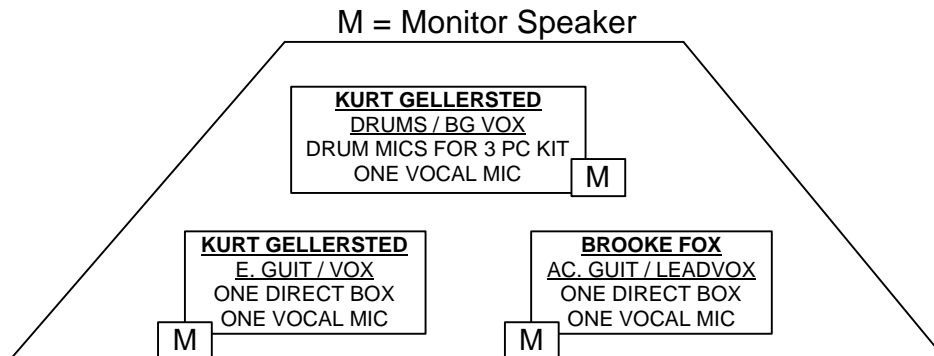 M = Monitor Speaker
KURT GELLERSTED
DRUMS / BG VOX
DRUM MICS FOR 3 PC KIT
ONE VOCAL MIC
M
KURT GELLERSTED
E. GUIT / VOX
ONE DIRECT BOX
ONE VOCAL MIC
M
BROOKE FOX
AC. GUIT / LEADVOX
ONE DIRECT BOX
ONE VOCAL MIC
M